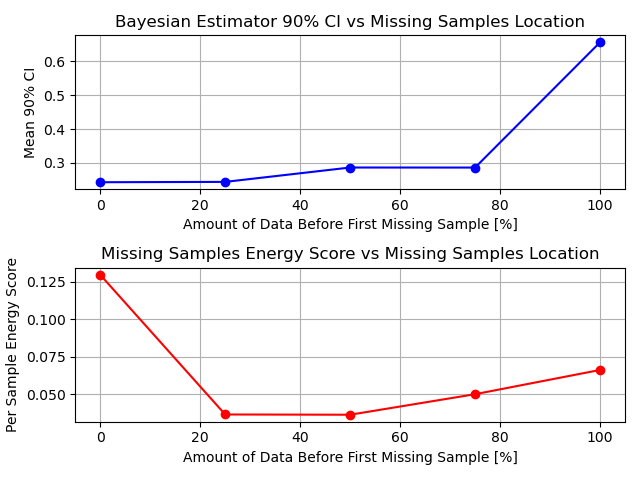 Bayesian Estimator 90% CI vs Missing Samples Location
Mean 90% CI
0.6
0.5
0.4
0.3
0 20 40 60 80 100
Amount of Data Before First Missing Sample [%]
Missing Samples Energy Score vs Missing Samples Location
Per Sample Energy Score
0.125
0.100
0.075
0.050
0 20 40 60 80 100
Amount of Data Before First Missing Sample [%]